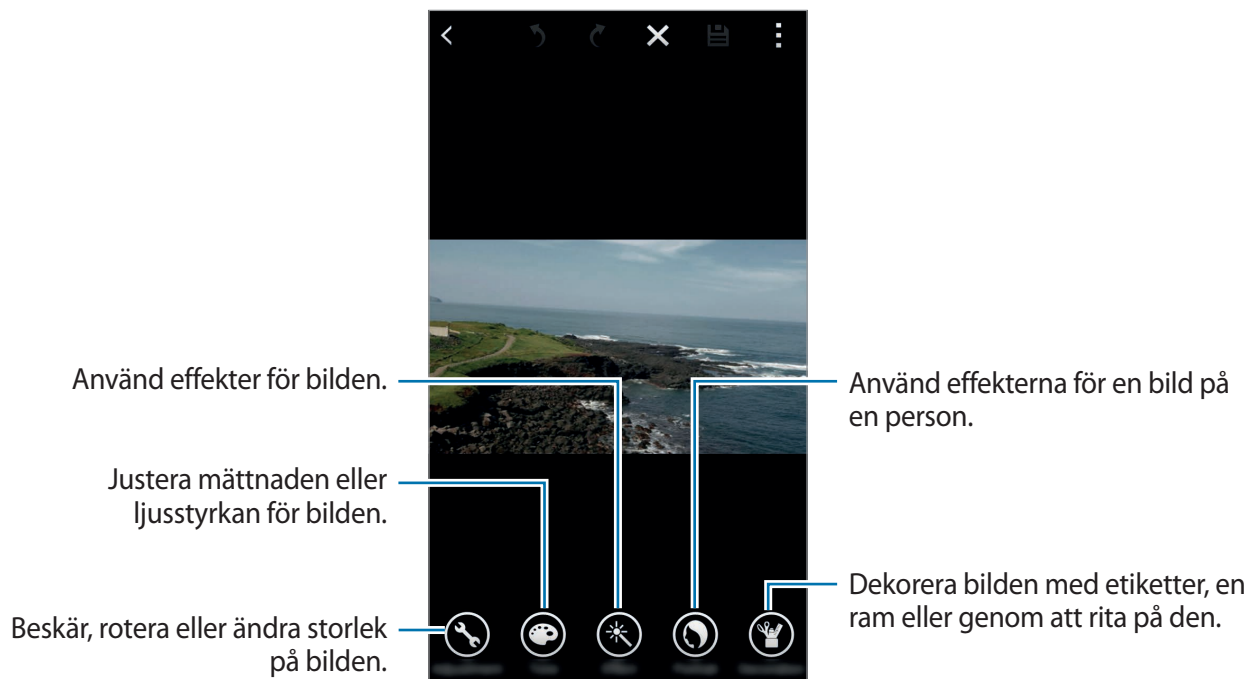 Använd effekter för bilden.
Justera mättnaden eller
ljusstyrkan för bilden.
Beskär, rotera eller ändra storlek
på bilden.
Använd effekterna för en bild på
en person.
Dekorera bilden med etiketter, en
ram eller genom att rita på den.